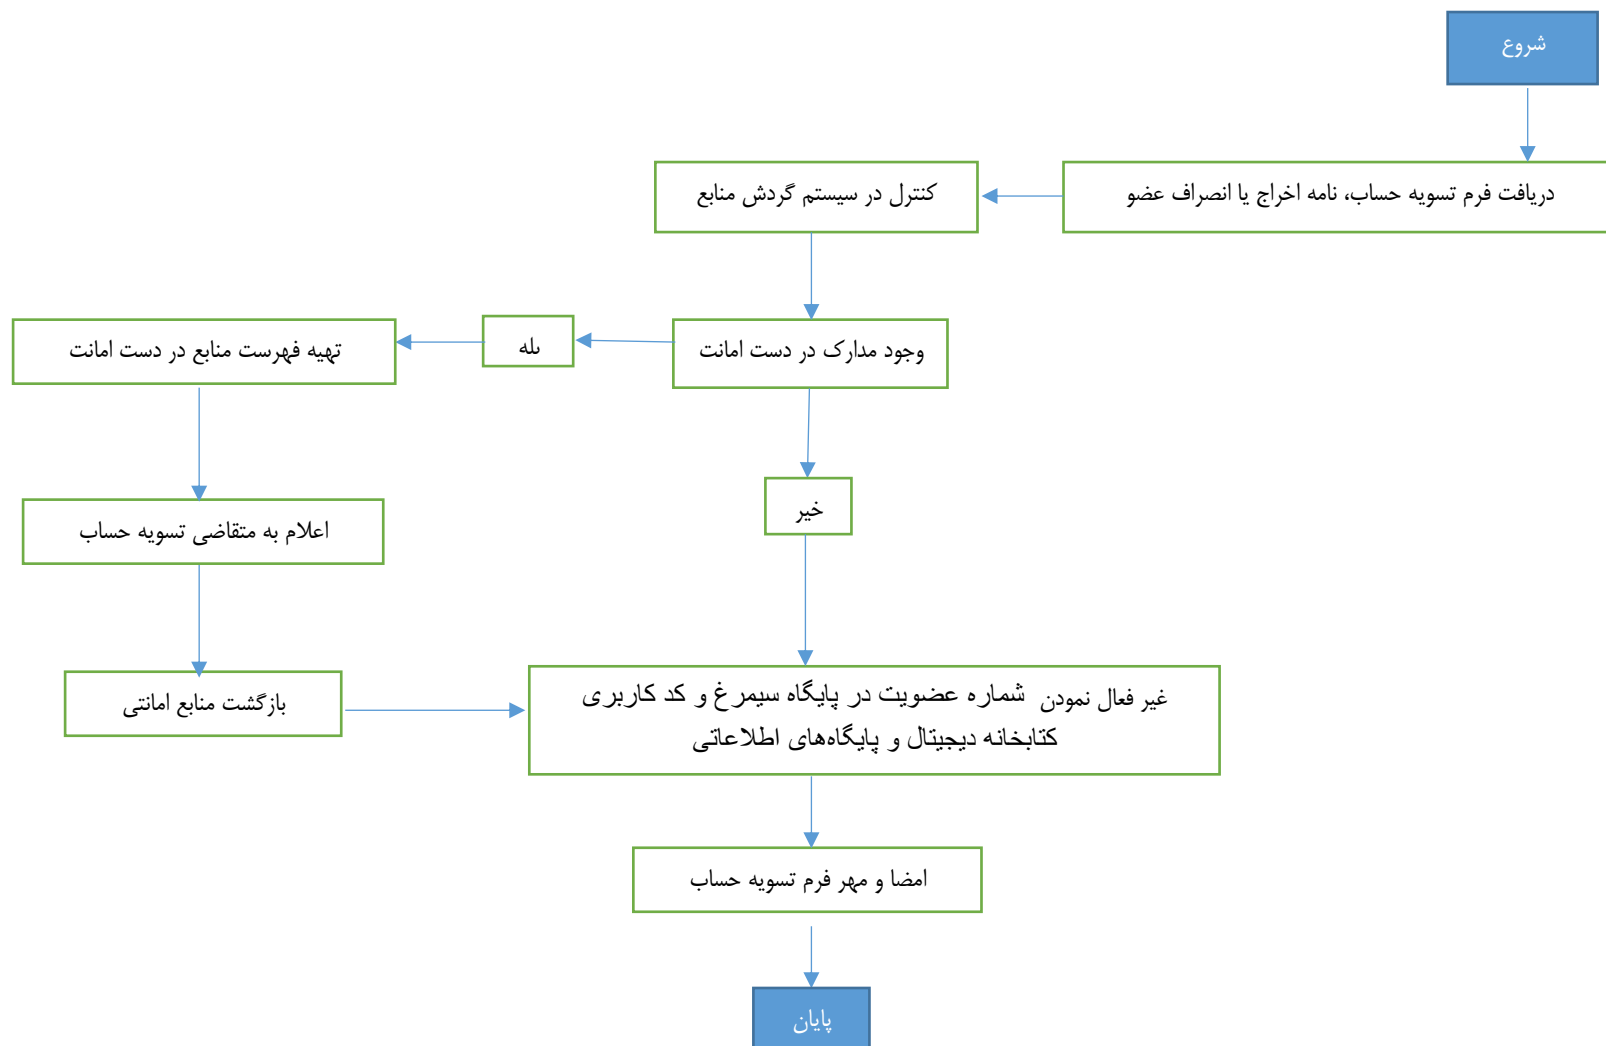 شروع
دریافت فرم تسویه حساب، نامه اخراج یا انصراف عضو
کنترل در سیستم گردش منابع
وجود مدارک در دست امانت
بله
تهیه فهرست منابع در دست امانت
خیر
اعلام به متقاضی تسویه حساب
بازگشت منابع امانتی
غیر فعال نمودن شماره عضویت در پایگاه سیمرغ و کد کاربری
کتابخانه دیجیتال و پایگاه‌های اطلاعاتی
امضا و مهر فرم تسویه حساب
پایان